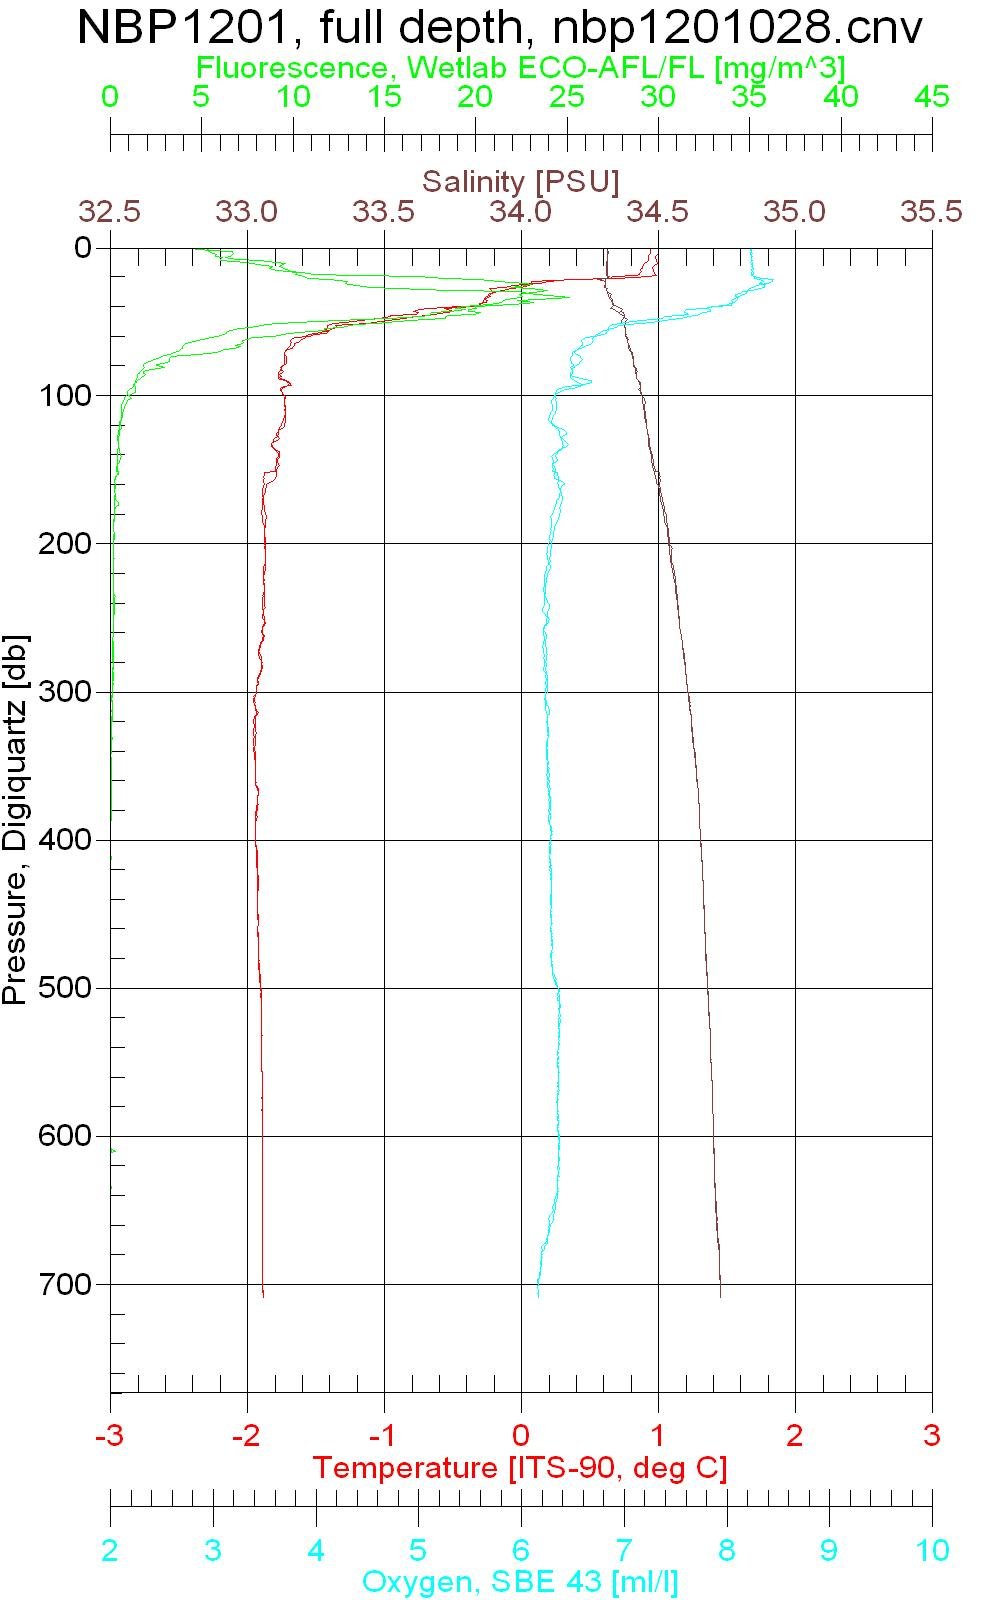 NBP1201, full depth, nbp1201028.cnv
Fluorescence, Wetlab ECO-AFL/FL [mg/m^3]
0 5 10 15 20 25 30 35 40 45
Salinity [PSU]
32.5 33.0 33.5 34.0 34.5 35.0 35.5
0
100
200
300
400
500
600
700
Pressure, Digiquartz [db]
-3 -2 -1 0 1 2 3
Temperature [ITS-90, deg C]
2 3 4 5 6 7 8 9 10
Oxygen, SBE 43 [ml/l]